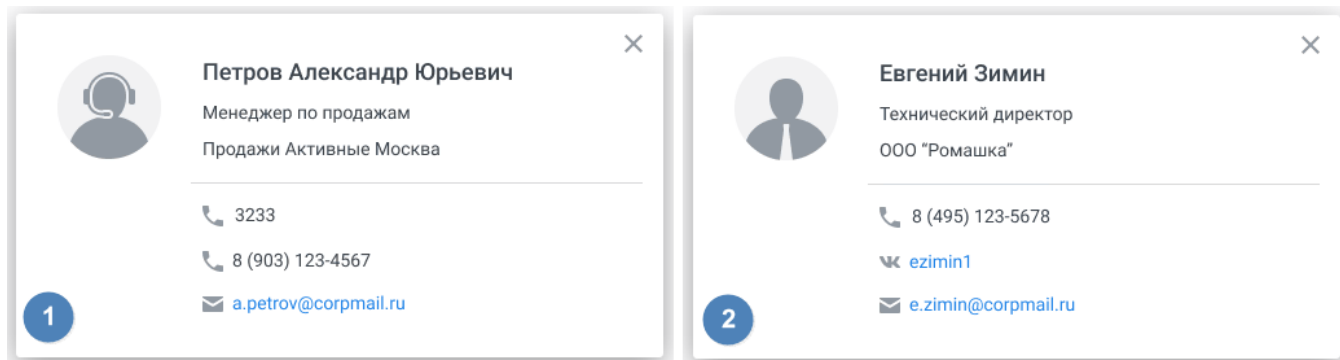 Петров Александр Юрьевич
Менеджер по продажам
Продажи Активные Москва
3233
8 (903) 123-4567
a.petrov@corpmail.ru
1
Евгений Зимин
Технический директор
ООО “Ромашка”
8 (495) 123-5678
ezimin1
e.zimin@corpmail.ru
2